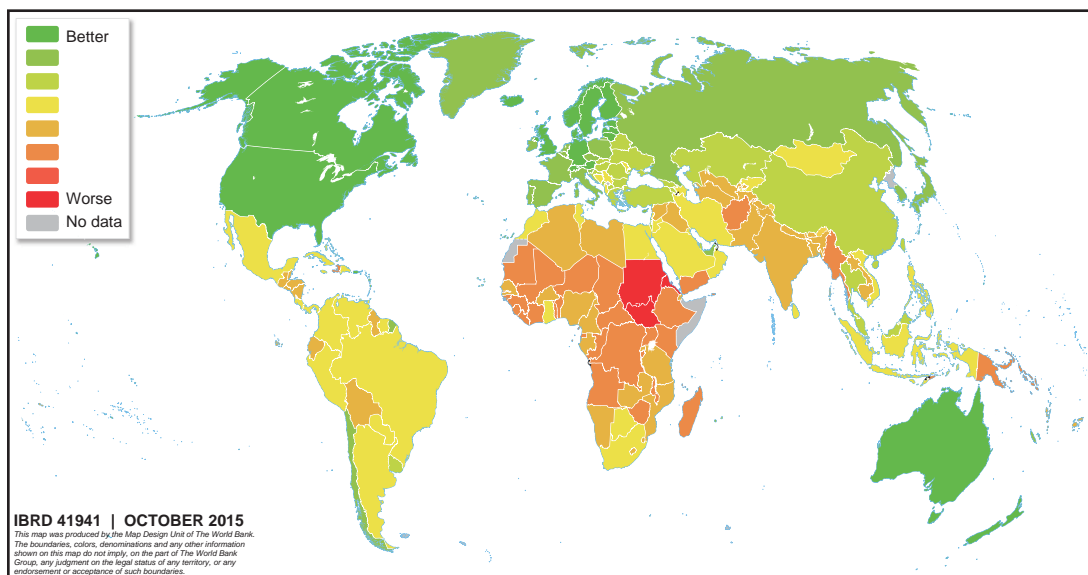 Better
Worse
No data
IBRD 41941 | OCTOBER 2015
This map was produced by the Map Design Unit of The World Bank.
The boundaries, colors, denominations and any other information
shown on this map do not imply, on the part of The World Bank
Group, any judgment on the legal status of any territory, or any
endorsement or acceptance of such boundaries.